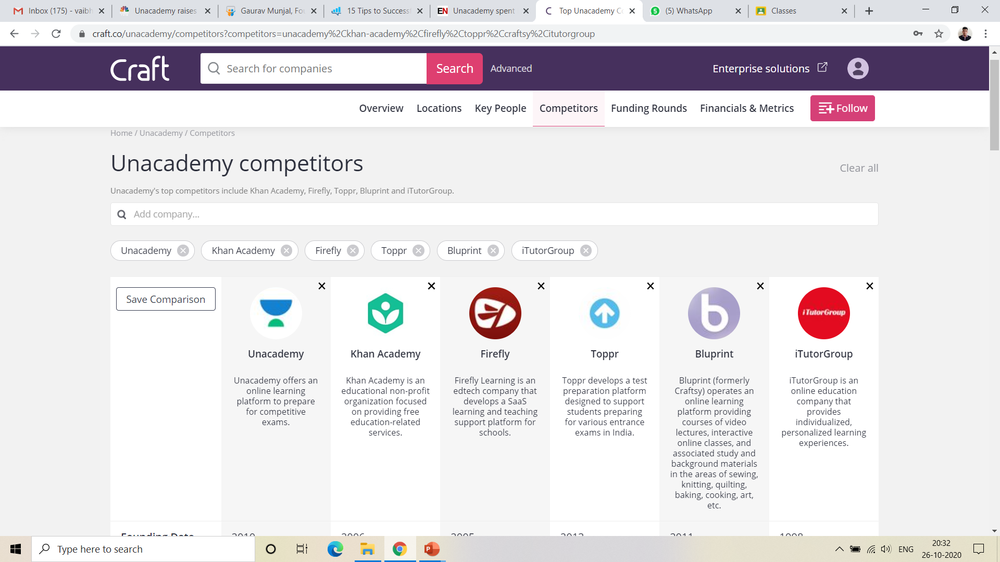 Inbox (175) - vaibh
Unacademy raises
Gaurav Munjal, Fou
15 Tips to Success
EN Unacademy spent
Top Unacademy Co
(5) WhatsApp
Classes
craft.co/unacademy/competitors?competitors=unacademy%2Ckhan-academy%2Cfirefly%2Ctoppr%2Ccraftsy%2Citutorgroup
Craft
Search for companies
Search
Advanced
Enterprise solutions
Overview
Locations
Key People
Competitors
Funding Rounds
Financials & Metrics
Follow
Home / Unacademy / Competitors
Unacademy competitors
Clear all
Unacademy's top competitors include Khan Academy, Firefly, Toppr, Bluprint and iTutorGroup.
Add company...
Unacademy
Khan Academy
Firefly
Toppr
Bluprint
iTutorGroup
Save Comparison
Unacademy
Unacademy offers an
online learning
platform to prepare
for competitive
exams.
Khan Academy
Khan Academy is an
educational non-profit
organization focused
on providing free
education-related
services.
Firefly
Firefly Learning is an
edtech company that
develops a SaaS
learning and teaching
support platform for
schools.
Toppr
Toppr develops a test
preparation platform
designed to support
students preparing
for various entrance
exams in India.
b
Bluprint
Bluprint (formerly
Craftsy) operates an
online learning
platform providing
courses of video
lectures, interactive
online classes, and
associated study and
background materials
in the areas of sewing,
knitting, quilting,
baking, cooking, art,
etc.
iTutorGroup
iTutorGroup
iTutorGroup is an
online education
company that
provides
individualized,
personalized learning
experiences.
Founding Date
2010
2006
2005
2013
2011
1998
Type here to search
ENG
20:32
26-10-2020